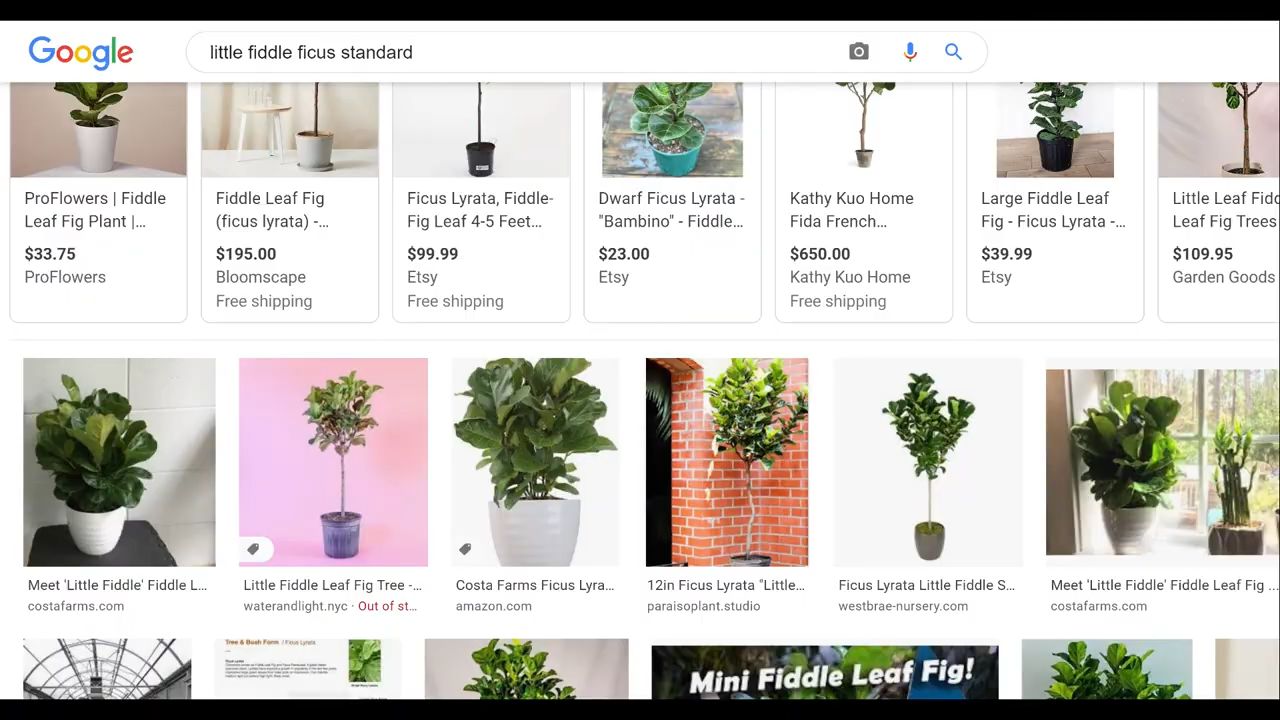 Google
little fiddle ficus standard
ProFlowers | Fiddle
Leaf Fig Plant |...
$33.75
ProFlowers
Fiddle Leaf Fig
(ficus lyrata) -...
$195.00
Bloomscape
Free shipping
Ficus Lyrata, Fiddle-
Fig Leaf 4-5 Feet...
$99.99
Etsy
Free shipping
Dwarf Ficus Lyrata -
"Bambino" - Fiddle...
$23.00
Etsy
Kathy Kuo Home
Fida French...
$650.00
Kathy Kuo Home
Free shipping
Large Fiddle Leaf
Fig - Ficus Lyrata -...
$39.99
Etsy
Little Leaf Fidd
Leaf Fig Trees
$109.95
Garden Goods
Meet 'Little Fiddle' Fiddle L...
costafarms.com
Little Fiddle Leaf Fig Tree -...
waterandlight.nyc · Out of st...
Costa Farms Ficus Lyra...
amazon.com
12in Ficus Lyrata "Little...
paraisoplant.studio
Ficus Lyrata Little Fiddle S...
westbrae-nursery.com
Meet 'Little Fiddle' Fiddle Leaf Fig ...
costafarms.com
Tree & Bush Form / Ficus Lyrata
Mini Fiddle Leaf Fig!